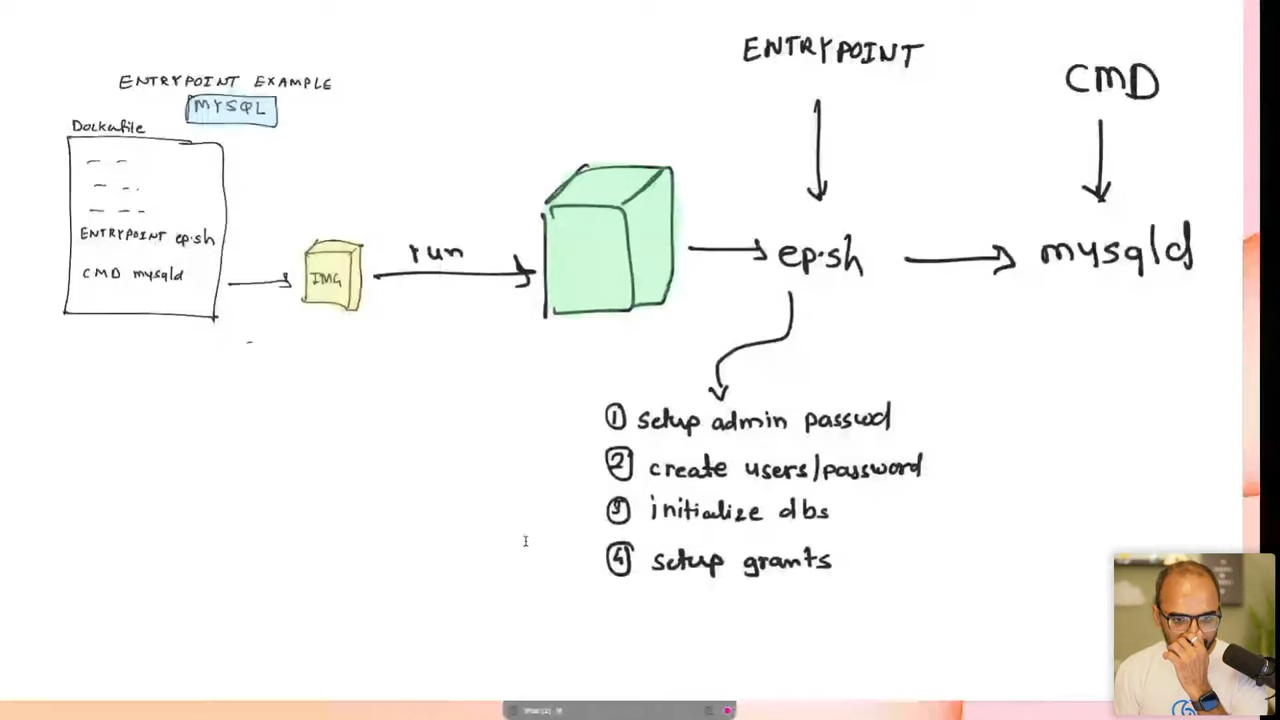 ENTRYPOINT EXAMPLE
MYSQL
Dockerfile
ENTRYPOINT ep.sh
CMD mysqld
IMG
run
ENTRYPOINT
CMD
ep.sh
mysqld
① setup admin passwd
② create users/password
③ initialize dbs
④ setup grants